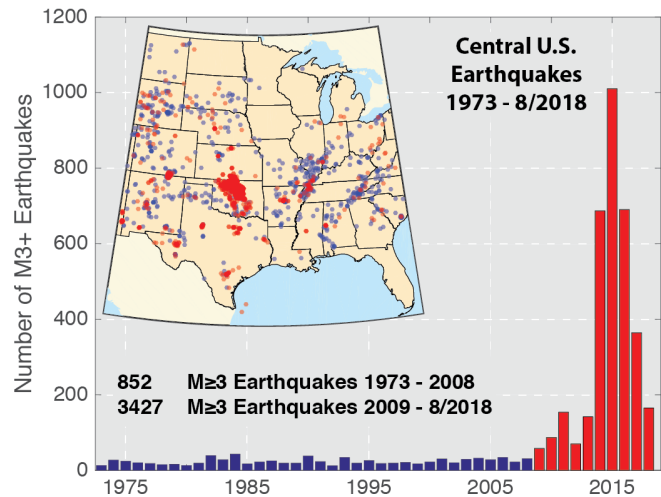 1200
1000
800
600
400
200
0
Number of M3+ Earthquakes
Central U.S.
Earthquakes
1973 - 8/2018
852 M≥3 Earthquakes 1973 - 2008
3427 M≥3 Earthquakes 2009 - 8/2018
1975 1985 1995 2005 2015